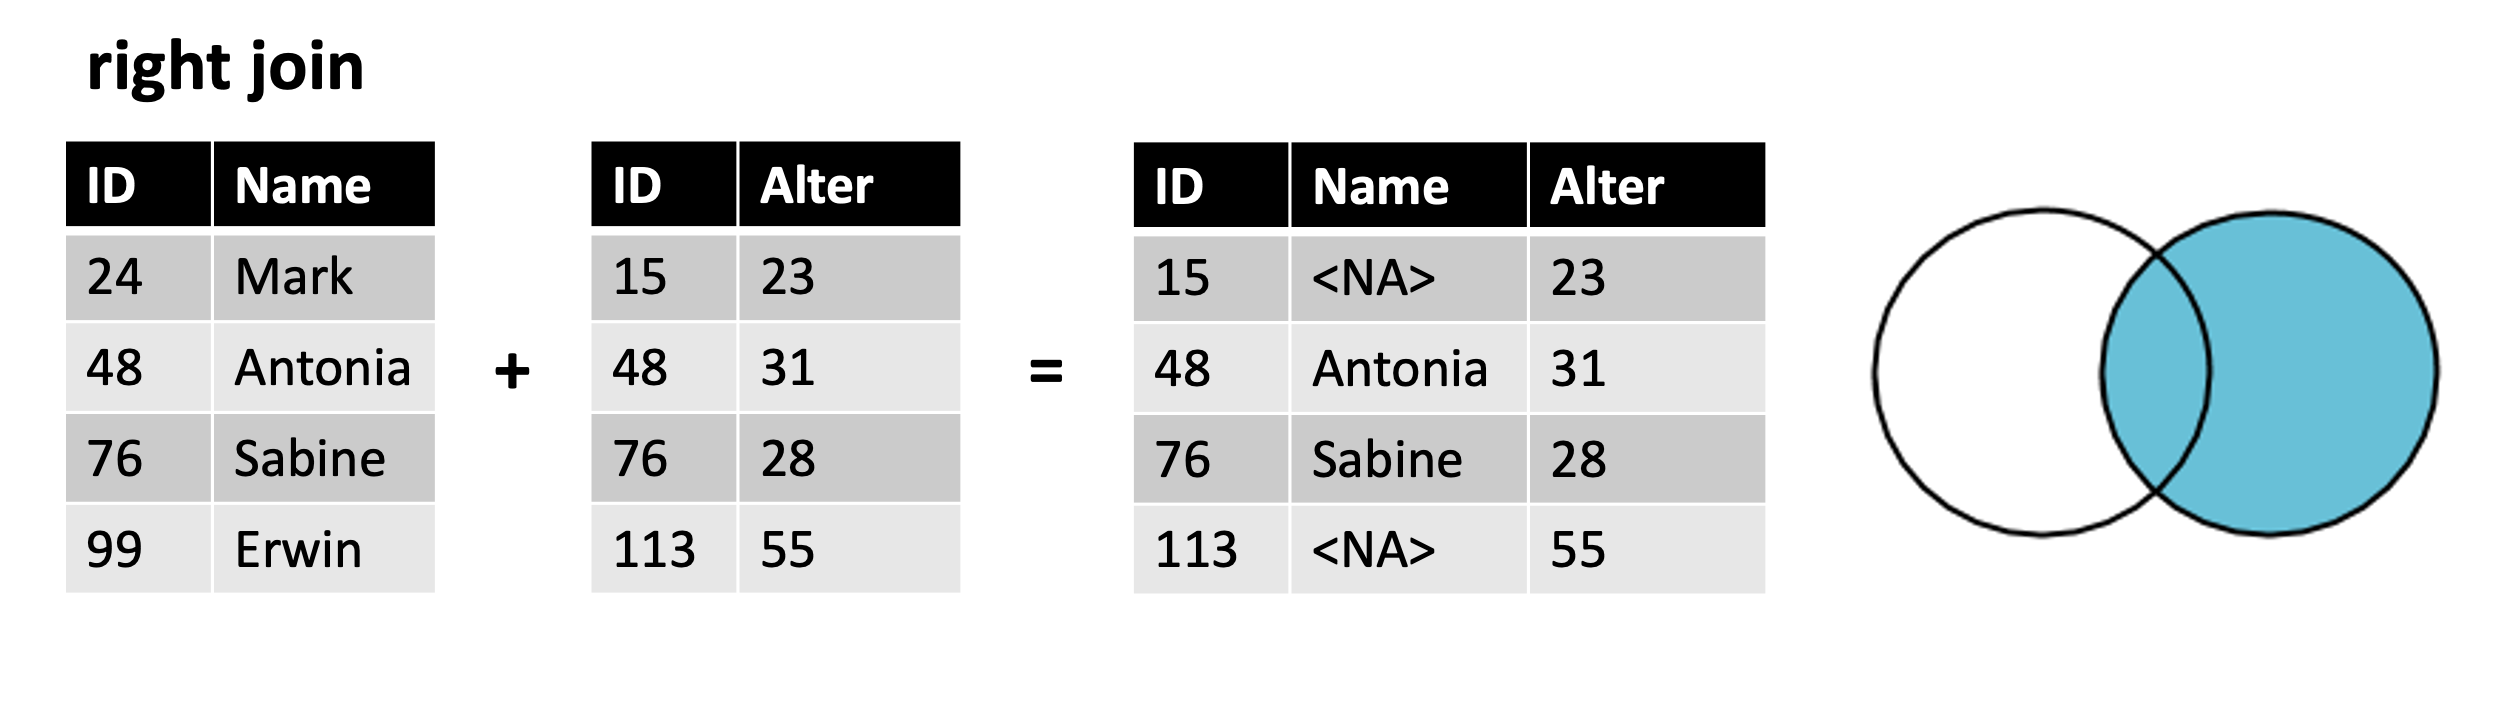 right join
ID Name ID Alter ID Name Alter
24 Mark 15 23 15 <NA> 23
48 Antonia + 48 31 = 48 Antonia 31
76 Sabine 76 28 76 Sabine 28
99 Erwin 113 55 113 <NA> 55